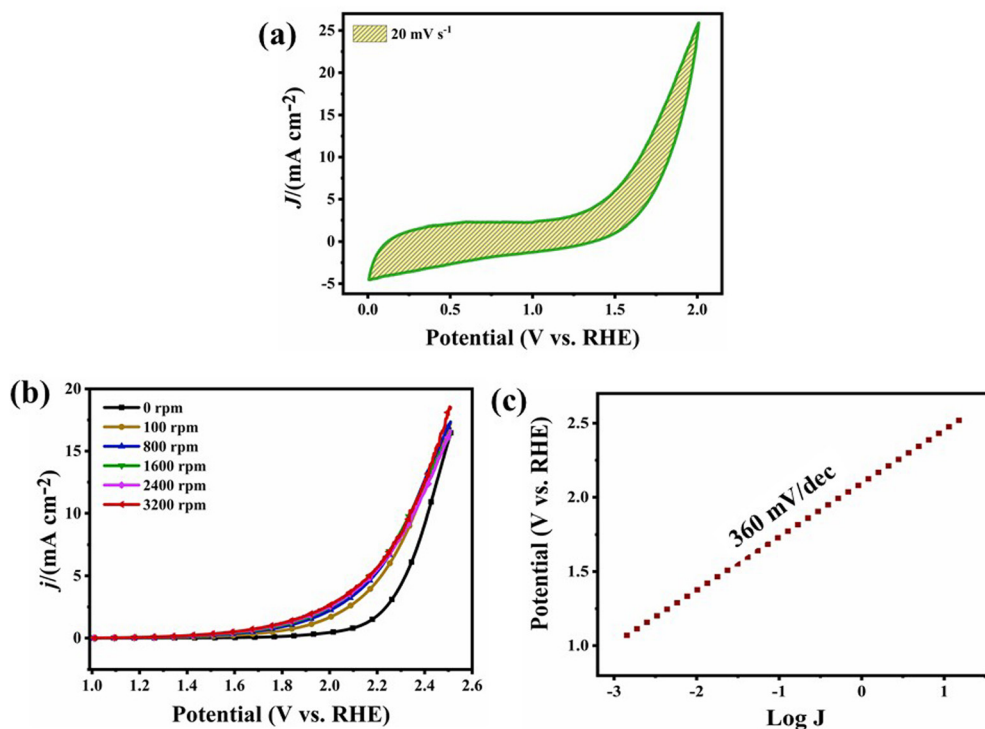 (a)
20 mV s⁻¹
25
20
15
10
5
0
-5
J/(mA cm⁻²)
0.0 0.5 1.0 1.5 2.0
Potential (V vs. RHE)
(b)
0 rpm
100 rpm
800 rpm
1600 rpm
2400 rpm
3200 rpm
20
15
10
5
0
j/(mA cm⁻²)
1.0 1.2 1.4 1.6 1.8 2.0 2.2 2.4 2.6
Potential (V vs. RHE)
(c)
360 mV/dec
2.5
2.0
1.5
1.0
Potential (V vs. RHE)
-3 -2 -1 0 1
Log J